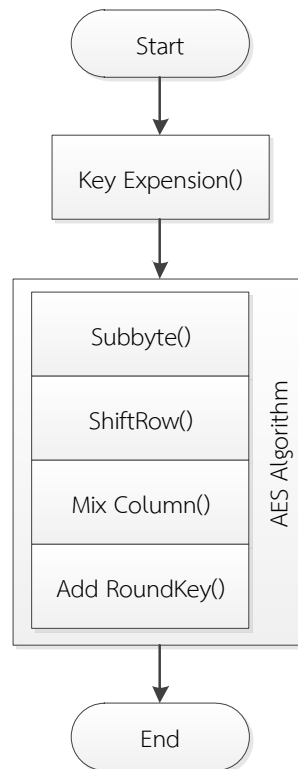 Start
Key Expension()
Subbyte()
ShiftRow()
Mix Column()
Add RoundKey()
AES Algorithm
End